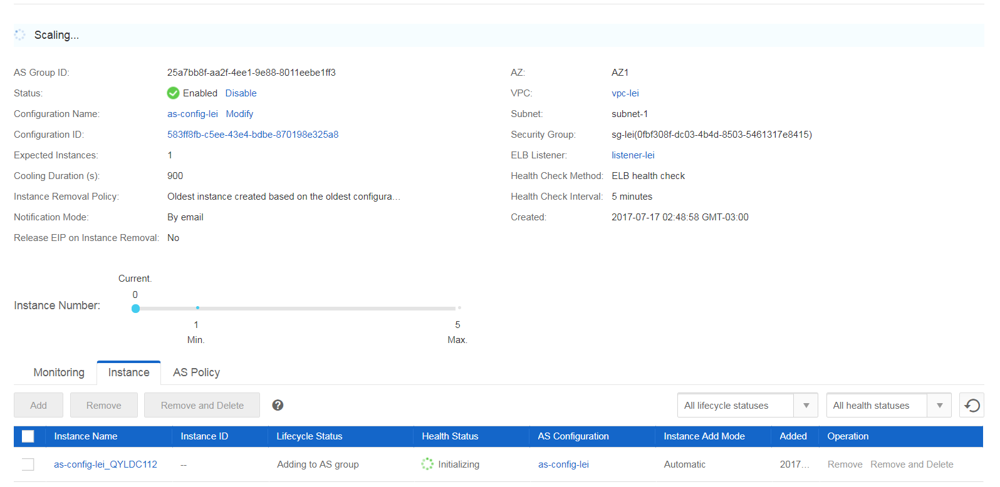 Scaling...
AS Group ID: 25a7bb8f-aa2f-4ee1-9e88-8011eebe1ff3 AZ: AZ1
Status: Enabled Disable VPC: vpc-lei
Configuration Name: as-config-lei Modify Subnet: subnet-1
Configuration ID: 583ff8fb-c5ee-43e4-bdbe-870198e325a8 Security Group: sg-lei(0fbf308f-dc03-4b4d-8503-5461317e8415)
Expected Instances: 1 ELB Listener: listener-lei
Cooling Duration (s): 900 Health Check Method: ELB health check
Instance Removal Policy: Oldest instance created based on the oldest configura... Health Check Interval: 5 minutes
Notification Mode: By email Created: 2017-07-17 02:48:58 GMT-03:00
Release EIP on Instance Removal: No
Current.
0
Instance Number:
1 5
Min. Max.
Monitoring Instance AS Policy
Add Remove Remove and Delete ? All lifecycle statuses All health statuses
Instance Name Instance ID Lifecycle Status Health Status AS Configuration Instance Add Mode Added Operation
as-config-lei_QYLDC112 -- Adding to AS group Initializing as-config-lei Automatic 2017... Remove Remove and Delete